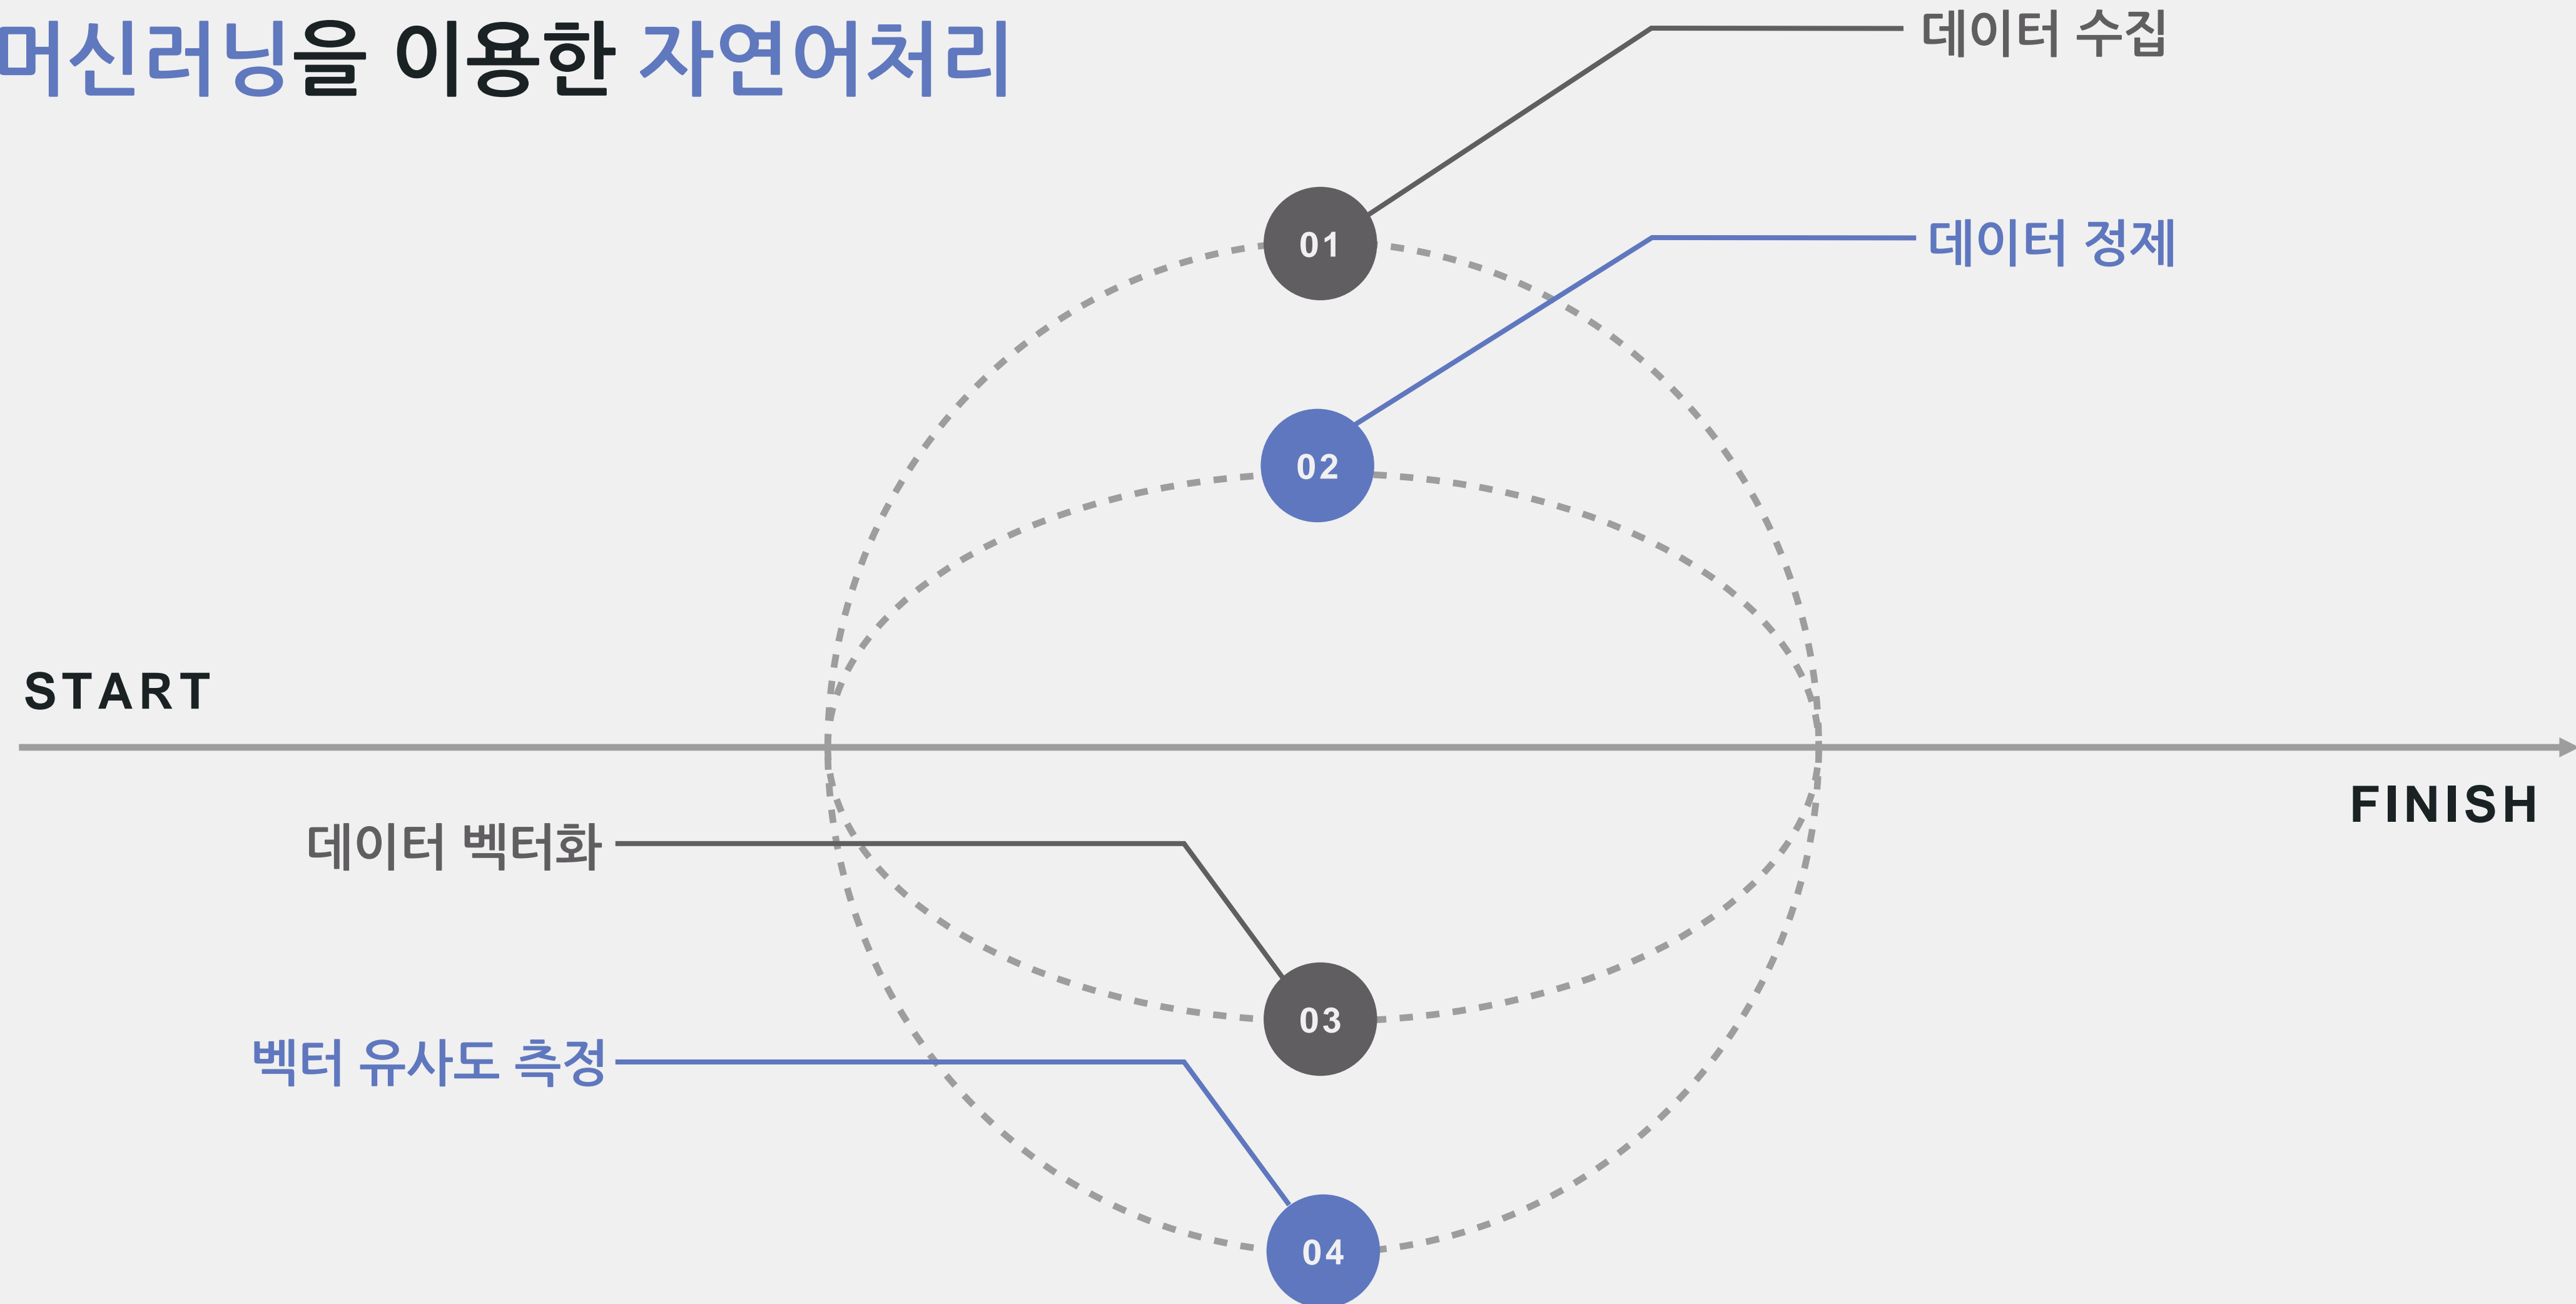 머신러닝을 이용한 자연어처리
데이터 수집
01
데이터 정제
02
START
FINISH
데이터 벡터화
03
벡터 유사도 측정
04